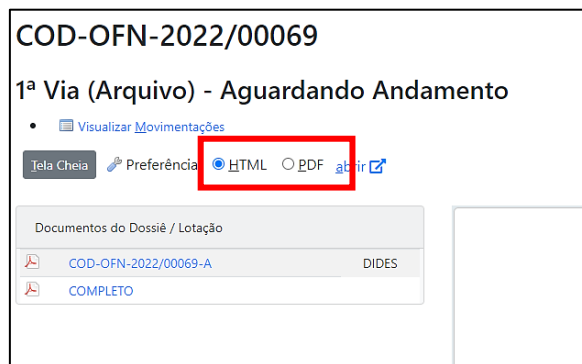 COD-OFN-2022/00069
1ª Via (Arquivo) - Aguardando Andamento
Visualizar Movimentações
Tela Cheia Preferência HTML PDF abrir
Documentos do Dossiê / Lotação
COD-OFN-2022/00069-A DIDES
COMPLETO